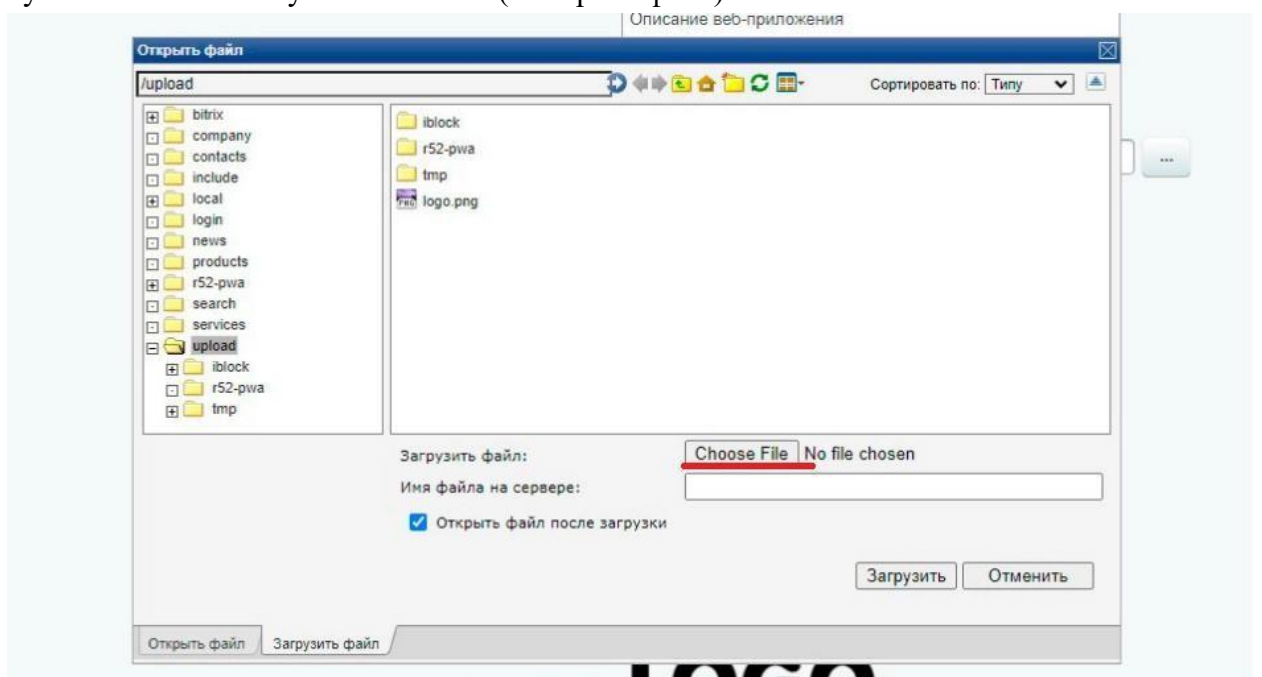 Описание веб-приложения
Открыть файл
/upload
Сортировать по: Типу
bitrix
company
contacts
include
local
login
news
products
r52-pwa
search
services
upload
iblock
r52-pwa
tmp
iblock
r52-pwa
tmp
logo.png
...
Загрузить файл: Choose File No file chosen
Имя файла на сервере:
Открыть файл после загрузки
Загрузить Отменить
Открыть файл Загрузить файл